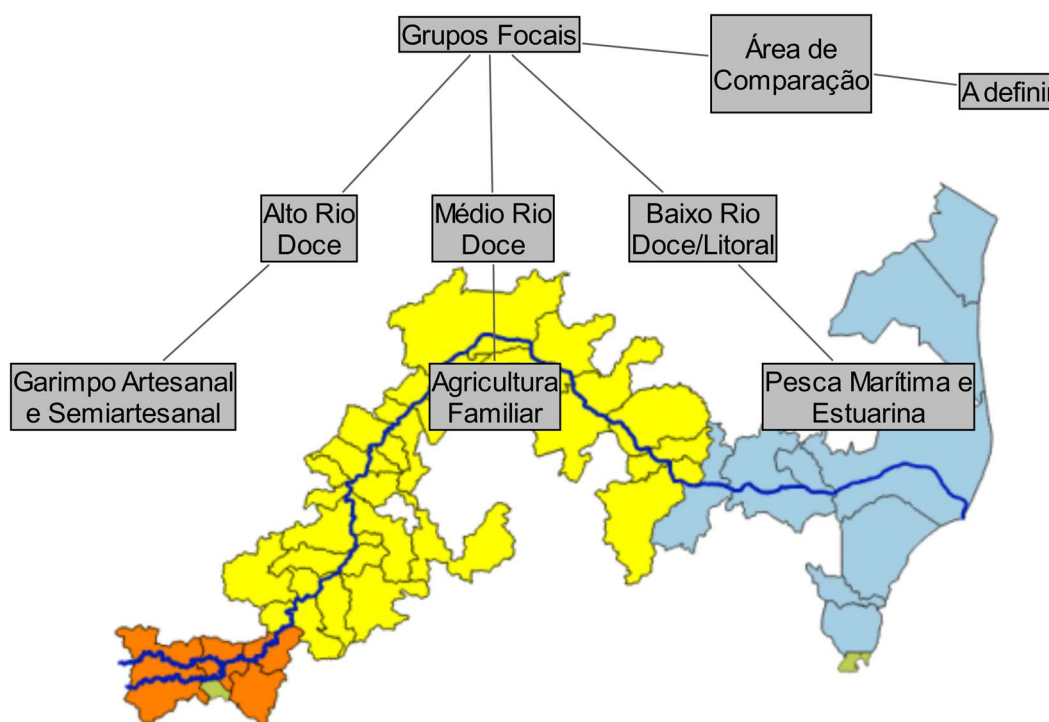 Grupos Focais
Área de
Comparação
A definir
Alto Rio
Doce
Médio Rio
Doce
Baixo Rio
Doce/Litoral
Garimpo Artesanal
e Semiartesanal
Agricultura
Familiar
Pesca Marítima e
Estuarina